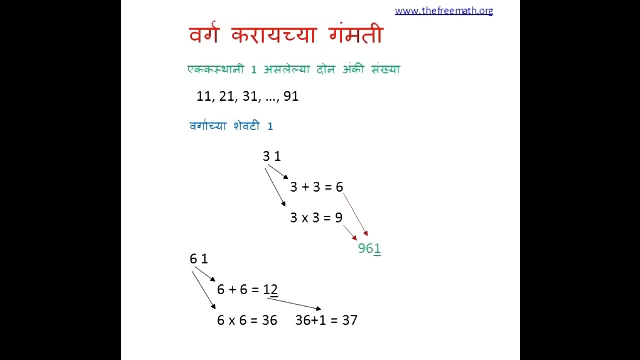 www.thefreemath.org
वर्ग करायच्या गंमती
एककस्थानी 1 असलेल्या दोन अंकी संख्या
11, 21, 31, ..., 91
वर्गाच्या शेवटी 1
3 1
3 + 3 = 6
3 x 3 = 9
961
6 1
6 + 6 = 12
6 x 6 = 36 36+1 = 37